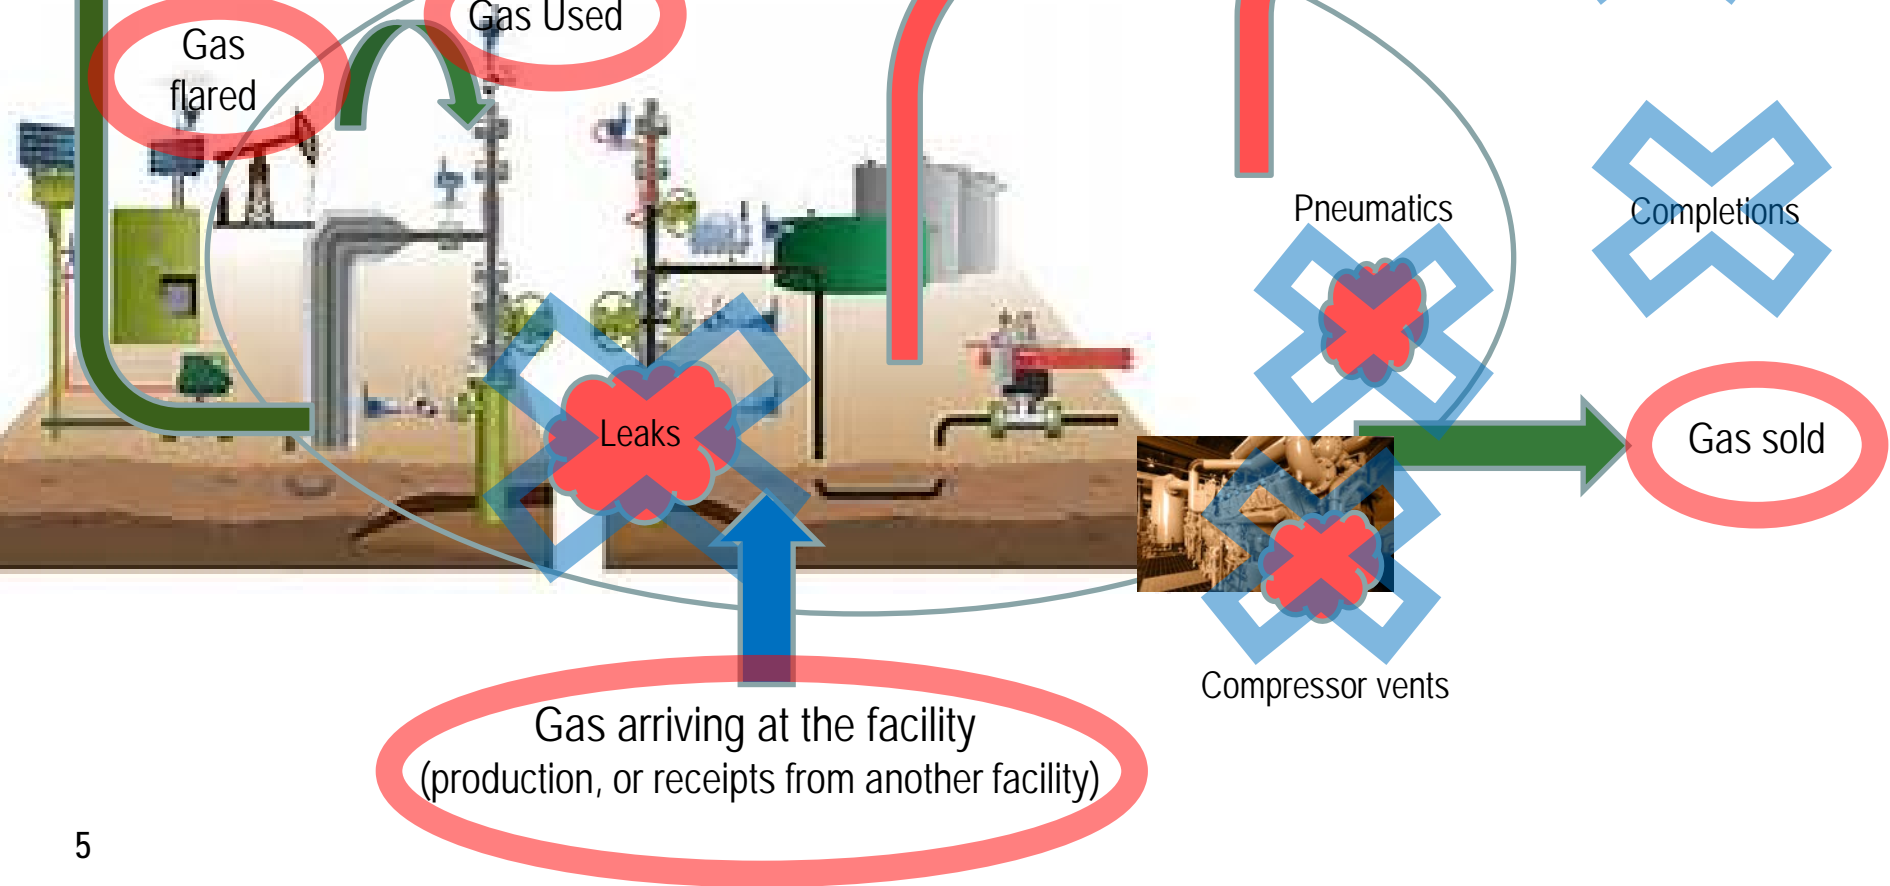 Gas Used
Gas
flared
Pneumatics
Completions
Leaks
Gas sold
Compressor vents
Gas arriving at the facility
(production, or receipts from another facility)
5